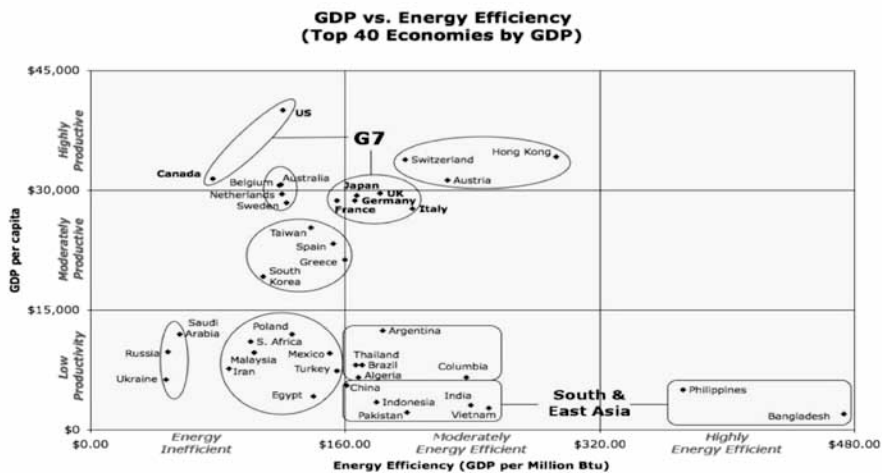 GDP vs. Energy Efficiency
(Top 40 Economies by GDP)
$45,000
$30,000
$15,000
$0
GDP per capita
Highly
Productive
Moderately
Productive
Low
Productivity
US
G7
Canada
Switzerland
Hong Kong
Austria
Belgium
Australia
Netherlands
Sweden
Japan
UK
Germany
France
Italy
Taiwan
Spain
Greece
South
Korea
Saudi
Arabia
Russia
Ukraine
Poland
S. Africa
Malaysia
Mexico
Iran
Turkey
Egypt
Argentina
Thailand
Brazil
Columbia
Algeria
China
Indonesia
India
Pakistan
Vietnam
South &
East Asia
Philippines
Bangladesh
$0.00
$160.00
$320.00
$480.00
Energy
Inefficient
Moderately
Energy Efficient
Highly
Energy Efficient
Energy Efficiency (GDP per Million Btu)